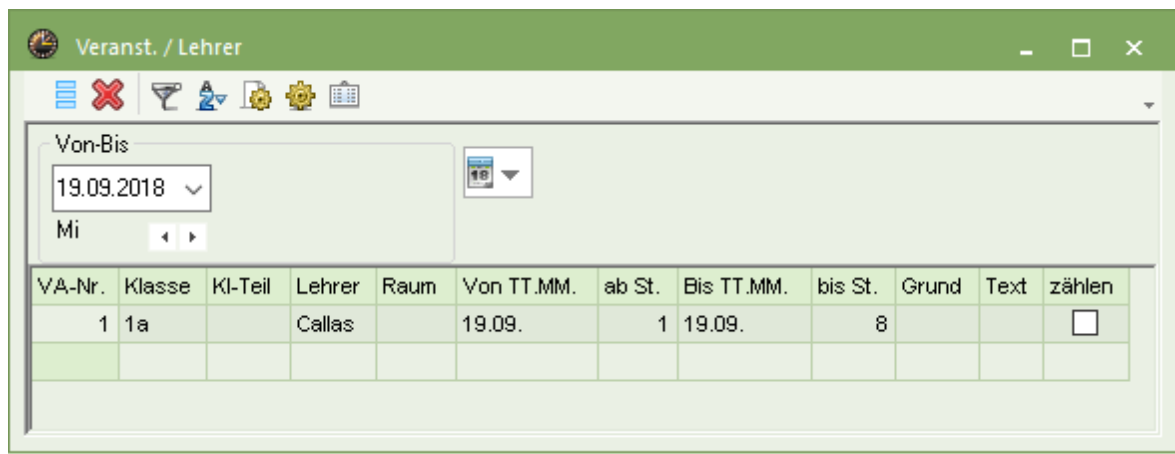 Veranst. / Lehrer
Von-Bis
19.09.2018
18
Mi
VA-Nr. Klasse Kl-Teil Lehrer Raum Von TT.MM. ab St. Bis TT.MM. bis St. Grund Text zählen
1 1a Callas 19.09. 1 19.09. 8